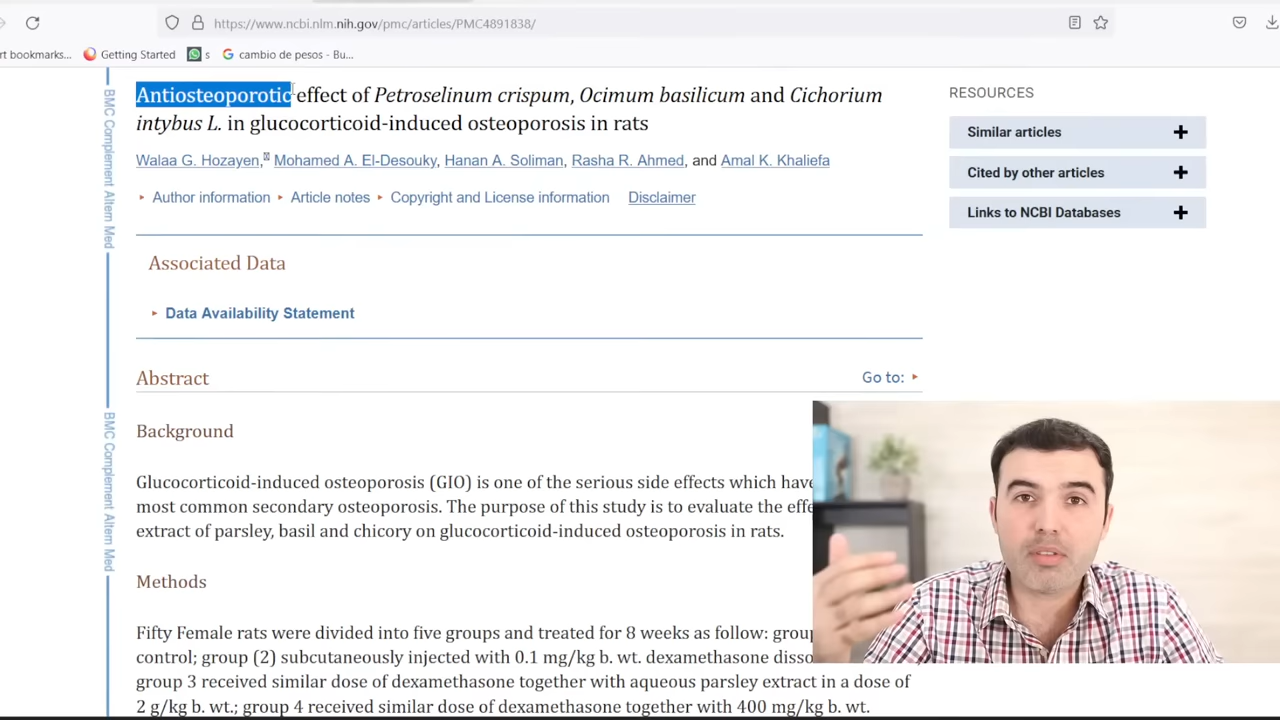 https://www.ncbi.nlm.nih.gov/pmc/articles/PMC4891838/
rt bookmarks... Getting Started s cambio de pesos - Bu...
Antiosteoporotic effect of Petroselinum crispum, Ocimum basilicum and Cichorium
intybus L. in glucocorticoid-induced osteoporosis in rats
Walaa G. Hozayen, Mohamed A. El-Desouky, Hanan A. Soliman, Rasha R. Ahmed, and Amal K. Khaliefa
Author information Article notes Copyright and License information Disclaimer
RESOURCES
Similar articles
Cited by other articles
Links to NCBI Databases
BMC Complement Altern Med
Associated Data
Data Availability Statement
Abstract Go to:
Background
Glucocorticoid-induced osteoporosis (GIO) is one of the serious side effects which have
most common secondary osteoporosis. The purpose of this study is to evaluate the effe
extract of parsley, basil and chicory on glucocorticoid-induced osteoporosis in rats.
BMC Complement Altern Med
Methods
Fifty Female rats were divided into five groups and treated for 8 weeks as follow: group
control; group (2) subcutaneously injected with 0.1 mg/kg b. wt. dexamethasone disso
group 3 received similar dose of dexamethasone together with aqueous parsley extract in a dose of
2 g/kg b. wt.; group 4 received similar dose of dexamethasone together with 400 mg/kg b. wt.